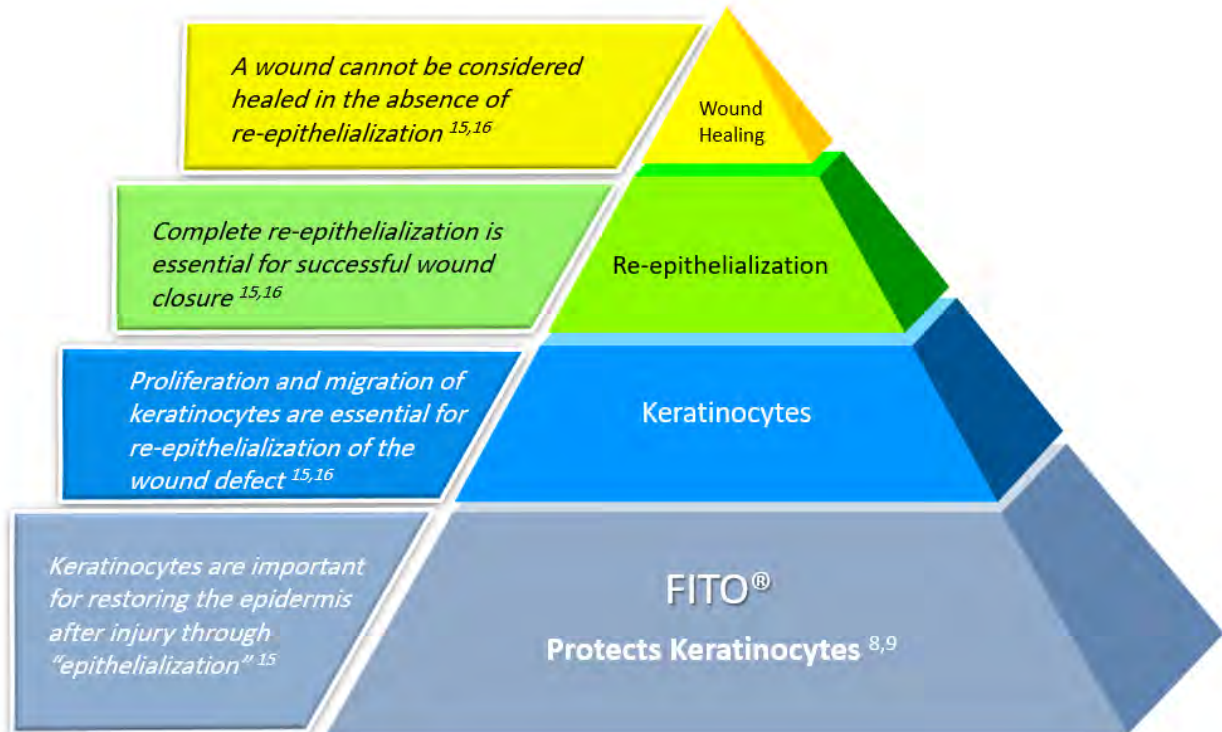 A wound cannot be considered
healed in the absence of
re-epithelialization 15,16
Wound
Healing
Complete re-epithelialization is
essential for successful wound
closure 15,16
Re-epithelialization
Proliferation and migration of
keratinocytes are essential for
re-epithelialization of the
wound defect 15,16
Keratinocytes
Keratinocytes are important
for restoring the epidermis
after injury through
"epithelialization" 15
FITO®
Protects Keratinocytes 8,9